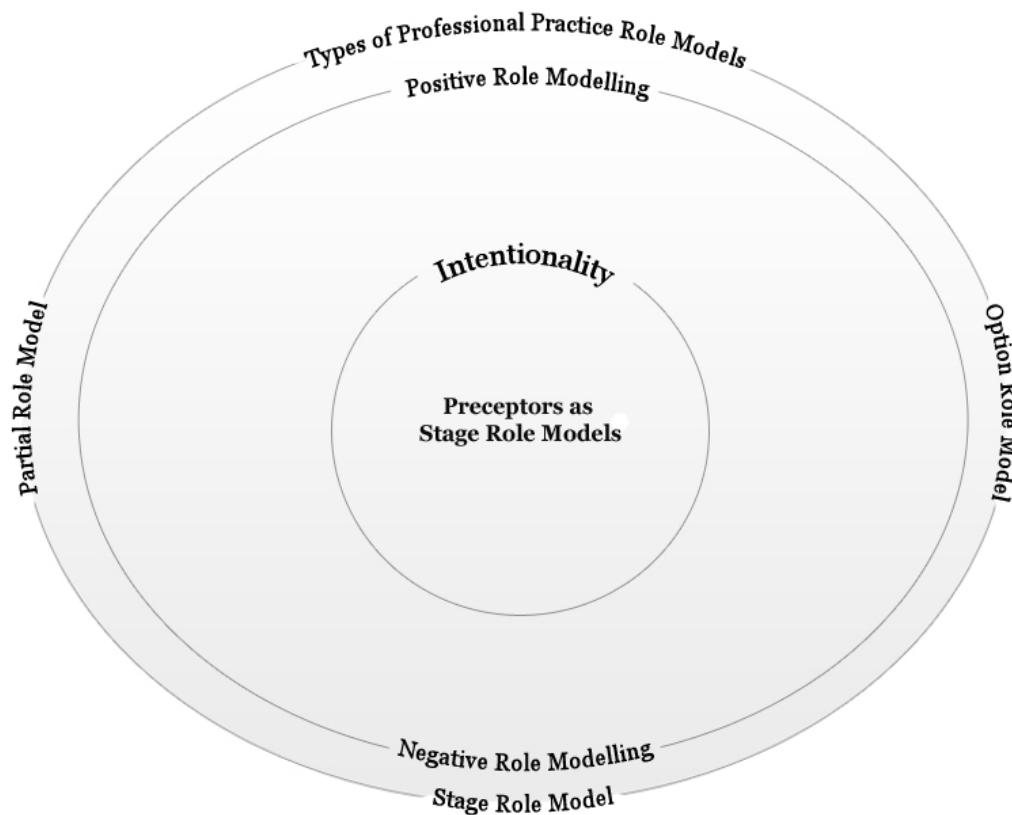 Types of Professional Practice Role Models
Positive Role Modelling
Intentionality
Partial Role Model
Option Role Model
Preceptors as
Stage Role Models
Negative Role Modelling
Stage Role Model